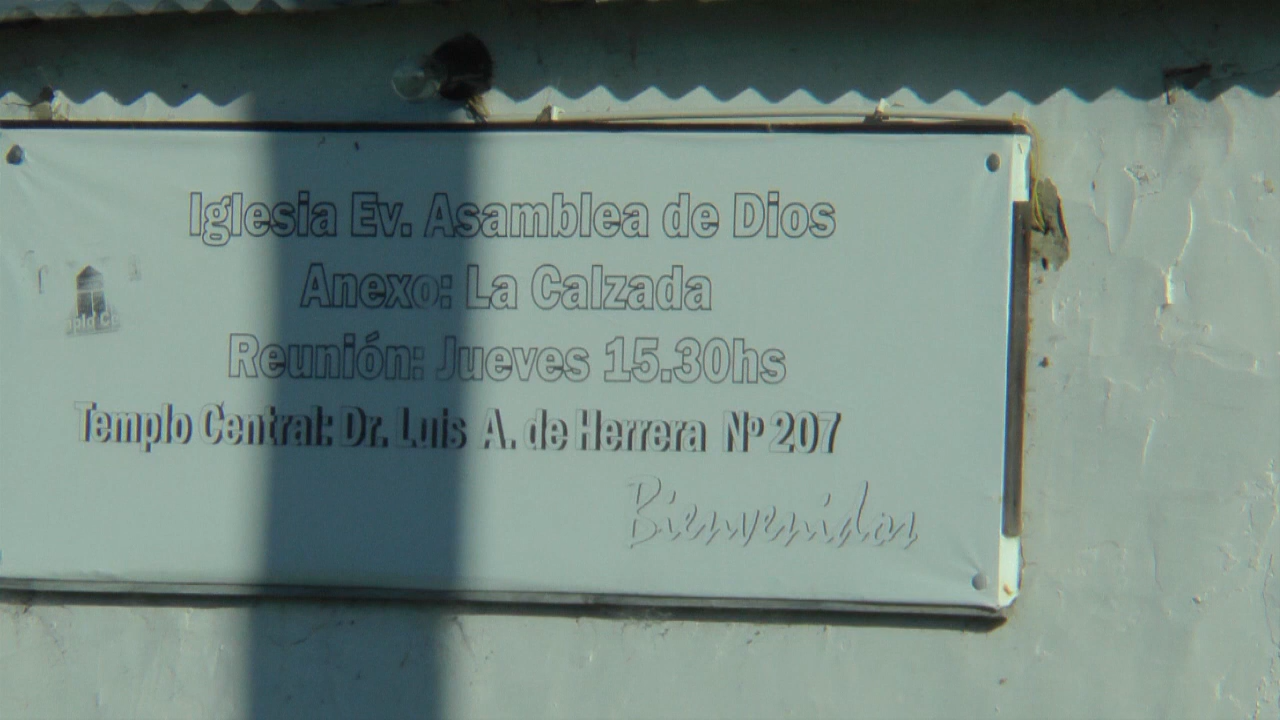 Iglesia Ev. Asamblea de Dios
Anexo: La Calzada
Reunión: Jueves 15.30hs
Templo Central: Dr. Luis A. de Herrera Nº 207
Bienvenidos